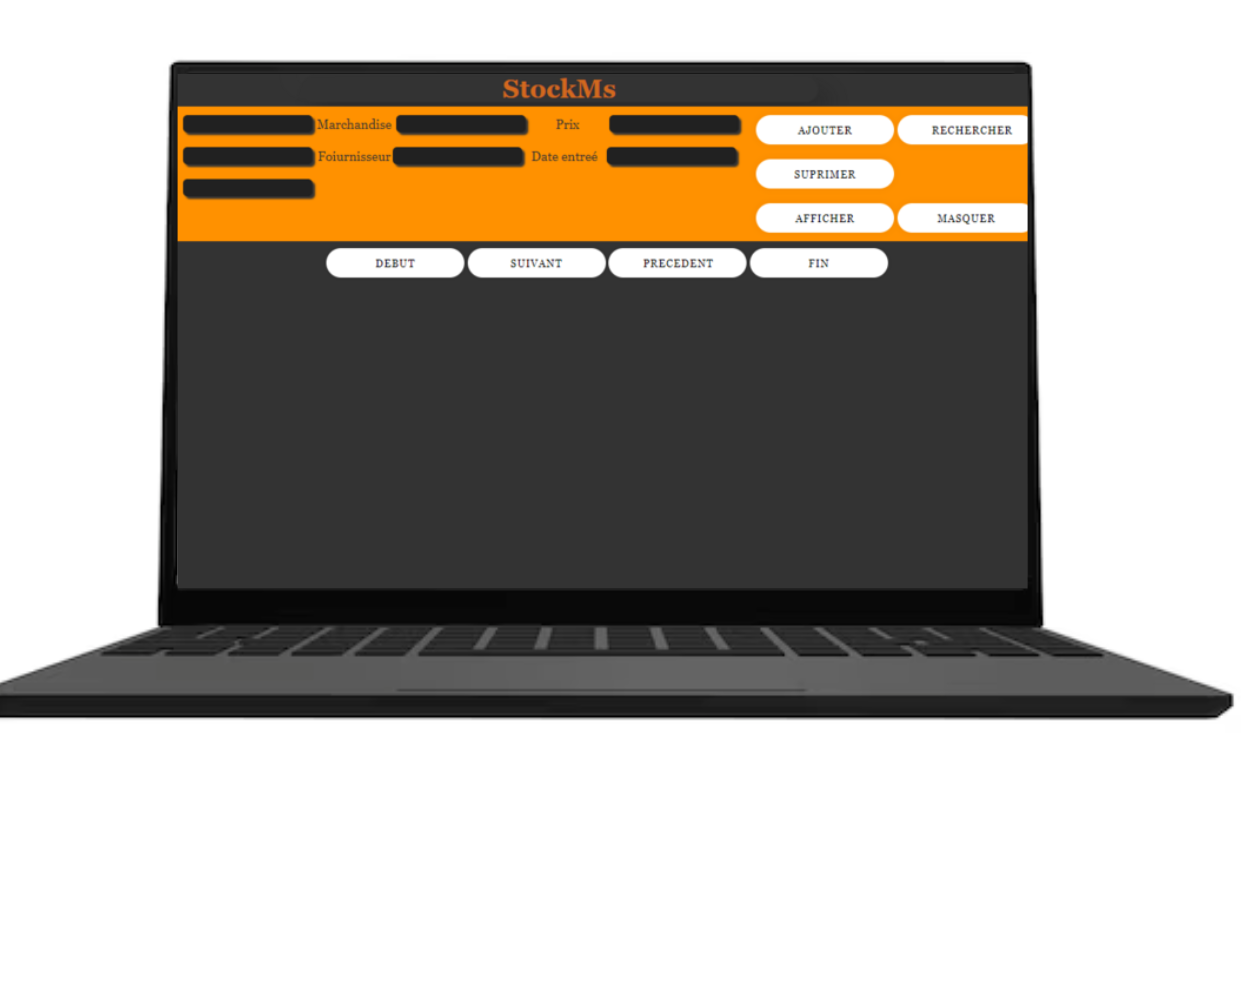 StockMs
Marchandise Prix AJOUTER RECHERCHER
Foiurnisseur Date entreé
SUPRIMER
AFFICHER MASQUER
DEBUT SUIVANT PRECEDENT FIN